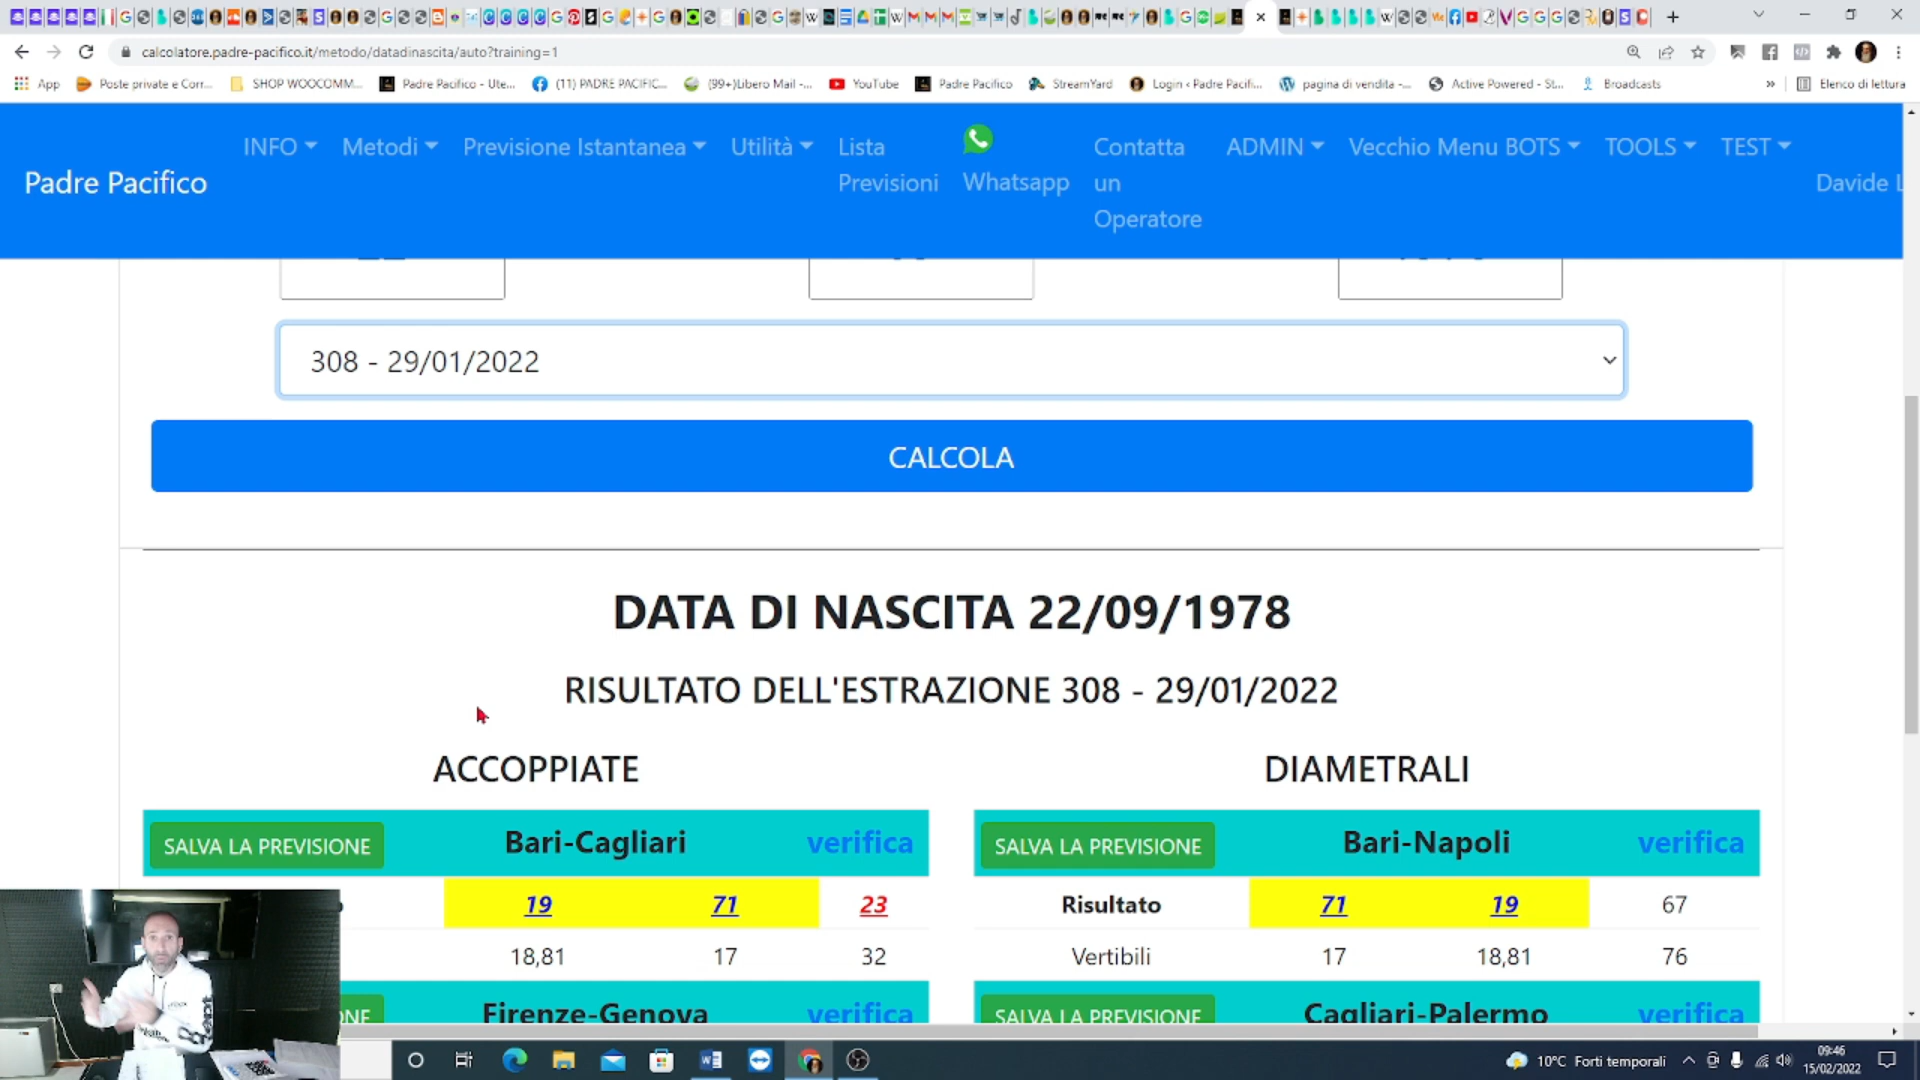 calcolatore.padre-pacifico.it/metodo/datadinascita/auto?training=1
App
Poste private e Corr...
SHOP WOOCOMM...
Padre Pacifico - Ute...
(11) PADRE PACIFIC...
(99+)Libero Mail -...
YouTube
Padre Pacifico
StreamYard
Login ‹ Padre Pacifi...
pagina di vendita -...
Active Powered - St...
Broadcasts
»
Elenco di lettura
Padre Pacifico
INFO
Metodi
Previsione Istantanea
Utilità
Lista
Previsioni
Whatsapp
Contatta
un
Operatore
ADMIN
Vecchio Menu BOTS
TOOLS
TEST
Davide L
308 - 29/01/2022
CALCOLA
DATA DI NASCITA 22/09/1978
RISULTATO DELL'ESTRAZIONE 308 - 29/01/2022
ACCOPPIATE
SALVA LA PREVISIONE Bari-Cagliari verifica
19 71 23
18,81 17 32
Firenze-Genova verifica
DIAMETRALI
SALVA LA PREVISIONE Bari-Napoli verifica
Risultato 71 19 67
Vertibili 17 18,81 76
SALVA LA PREVISIONE Cagliari-Palermo verifica
10°C Forti temporali
09:46
15/02/2022